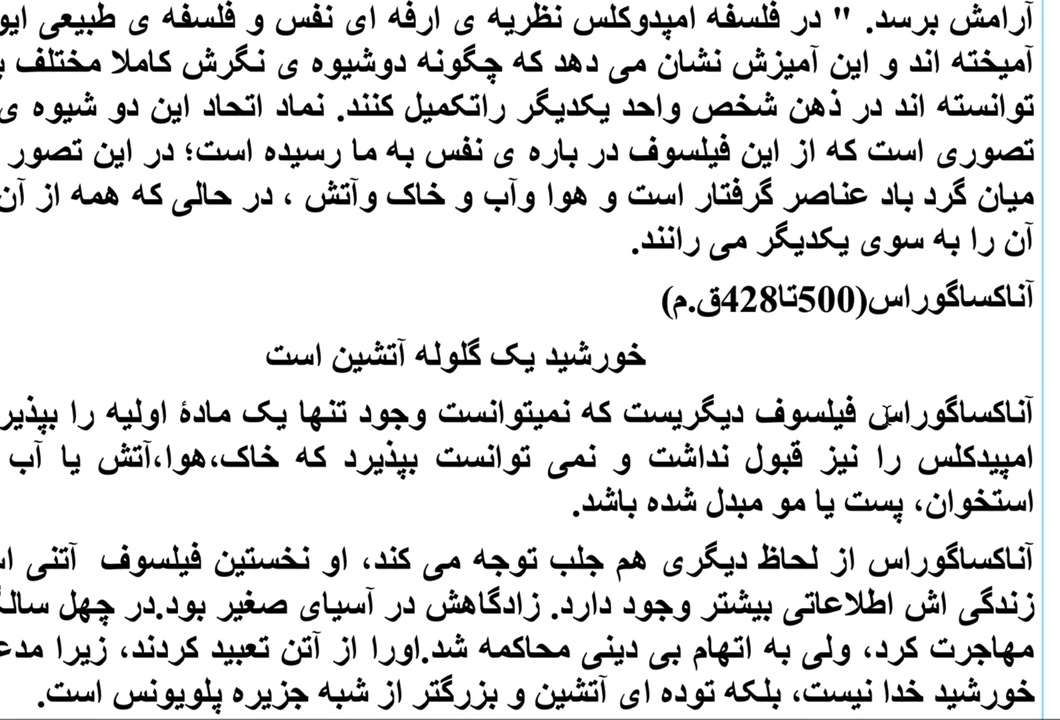 آرامش برسد. " در فلسفه امپدوکلس نظریه ی ارفه ای نفس و فلسفه ی طبیعی
آمیخته اند و این آمیزش نشان می دهد که چگونه دوشیوه ی نگرش کاملا مختلف
توانسته اند در ذهن شخص واحد یکدیگر راتکمیل کنند. نماد اتحاد این دو شیوه ی
تصوری است که از این فیلسوف در باره ی نفس به ما رسیده است؛ در این تصور
میان گرد باد عناصر گرفتار است و هوا وآب و خاک وآتش ، در حالی که همه از آن
آن را به سوی یکدیگر می رانند.
آناکساگوراس(500تا428ق.م)
خورشید یک گلوله آتشین است
آناکساگوراس فیلسوف دیگریست که نمیتوانست وجود تنها یک مادۀ اولیه را
امپیدکلس را نیز قبول نداشت و نمی توانست بپذیرد که خاک،هوا،آتش یا آب
استخوان، پست یا مو مبدل شده باشد.
آناکساگوراس از لحاظ دیگری هم جلب توجه می کند، او نخستین فیلسوف آتنی
زندگی اش اطلاعاتی بیشتر وجود دارد. زادگاهش در آسیای صغیر بود.در چهل
مهاجرت کرد، ولی به اتهام بی دینی محاکمه شد.اورا از آتن تعبید کردند، زیرا
خورشید خدا نیست، بلکه توده ای آتشین و بزرگتر از شبه جزیره پلوپونس است.